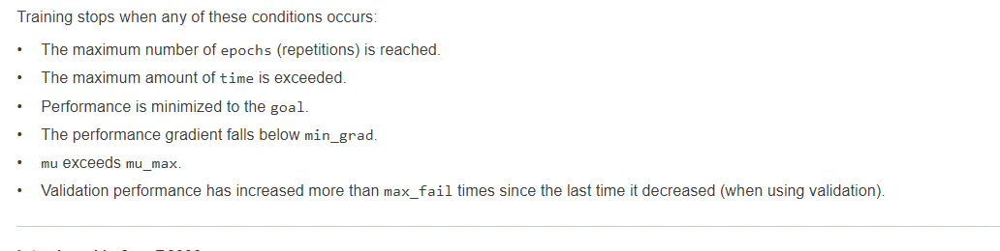 Training stops when any of these conditions occurs:
• The maximum number of epochs (repetitions) is reached.
• The maximum amount of time is exceeded.
• Performance is minimized to the goal.
• The performance gradient falls below min_grad.
• mu exceeds mu_max.
• Validation performance has increased more than max_fail times since the last time it decreased (when using validation).